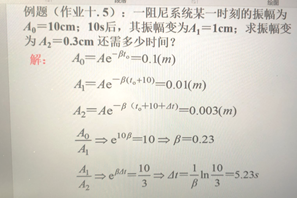 例题（作业十.5）：一阻尼系统某一时刻的振幅为
A₀=10cm；10s后，其振幅变为A₁=1cm；求振幅变
为 A₂=0.3cm 还需多少时间？
解： A₀=Ae^{-βt₀}=0.1(m)
A₁=Ae^{-β(t₀+10)}=0.01(m)
A₂=Ae^{-β(t₀+10+Δt)}=0.003(m)
A₀/A₁ ⇒ e^{10β}=10 ⇒ β=0.23
A₁/A₂ ⇒ e^{βΔt}=10/3 ⇒ Δt=1/β ln 10/3=5.23s